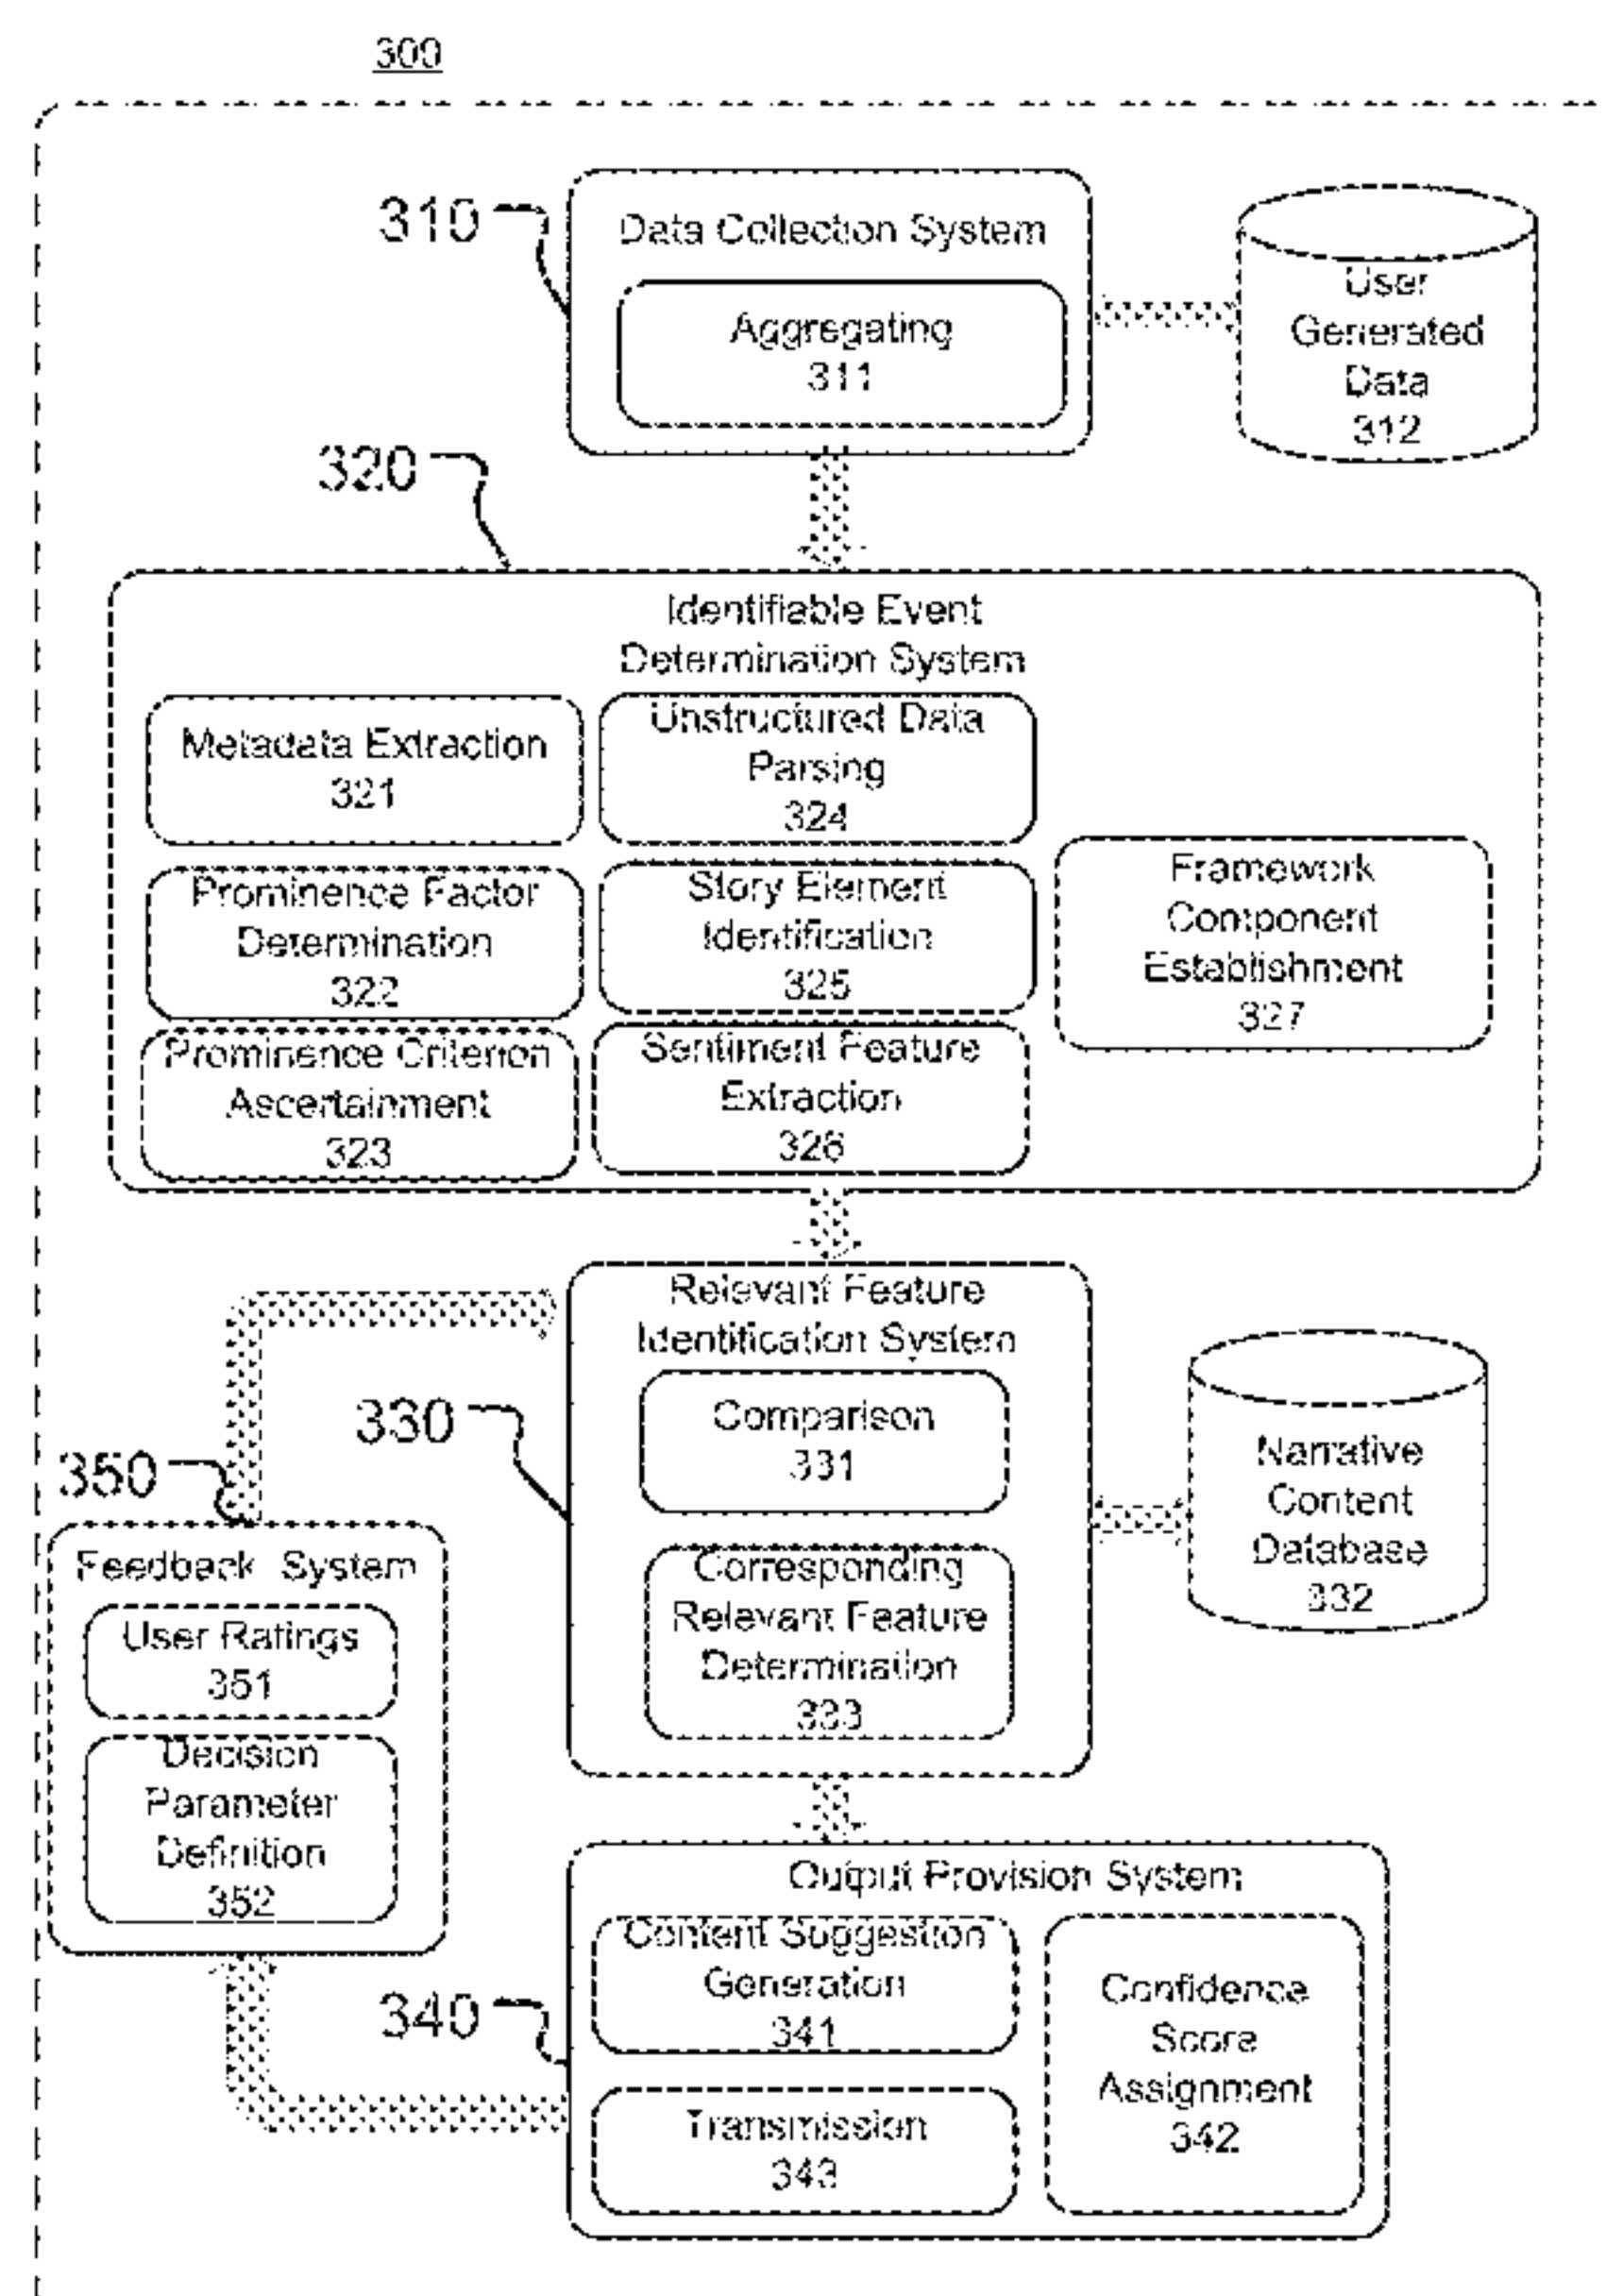 300
310
Data Collection System
Aggregating
311
User
Generated
Data
312
320
Identifiable Event
Determination System
Metadata Extraction
321
Unstructured Data
Parsing
324
Prominence Factor
Determination
322
Story Element
Identification
325
Framework
Component
Establishment
327
Prominence Criterion
Ascertainment
323
Sentiment Feature
Extraction
326
Relevant Feature
Identification System
330
Comparison
331
Corresponding
Relevant Feature
Determination
333
Narrative
Content
Database
332
350
Feedback System
User Ratings
351
Decision
Parameter
Definition
352
340
Output Provision System
Content Suggestion
Generation
341
Confidence
Score
Assignment
342
Transmission
343